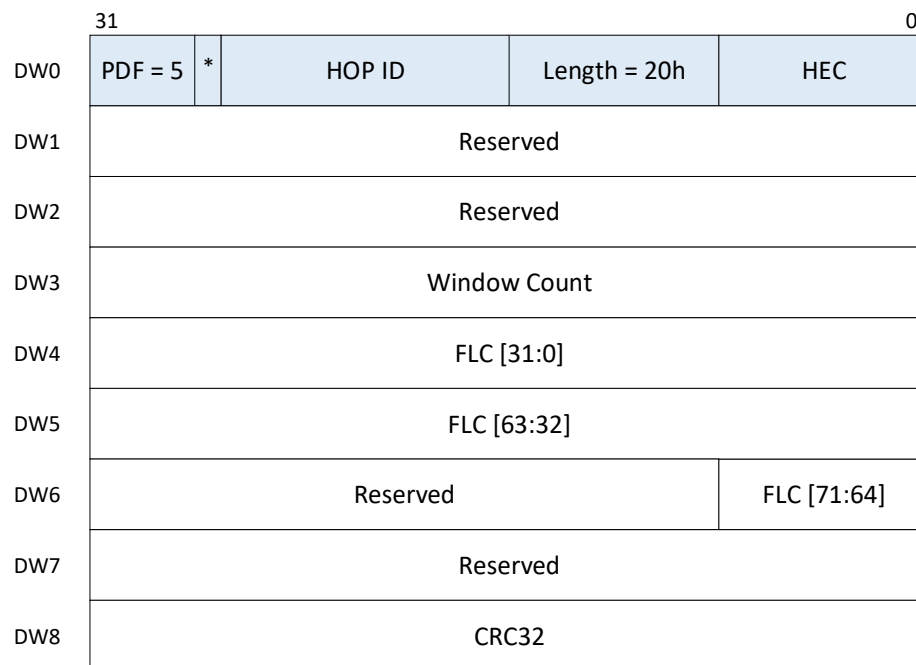 31 0
DW0 PDF = 5 * HOP ID Length = 20h HEC
DW1 Reserved
DW2 Reserved
DW3 Window Count
DW4 FLC [31:0]
DW5 FLC [63:32]
DW6 Reserved FLC [71:64]
DW7 Reserved
DW8 CRC32